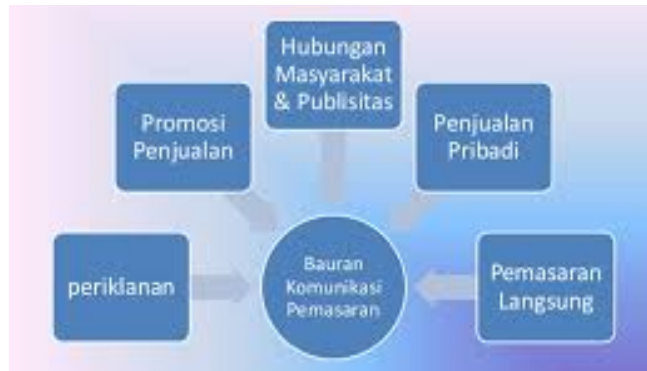 Hubungan
Masyarakat
& Publisitas
Promosi
Penjualan
Penjualan
Pribadi
periklanan
Bauran
Komunikasi
Pemasaran
Pemasaran
Langsung